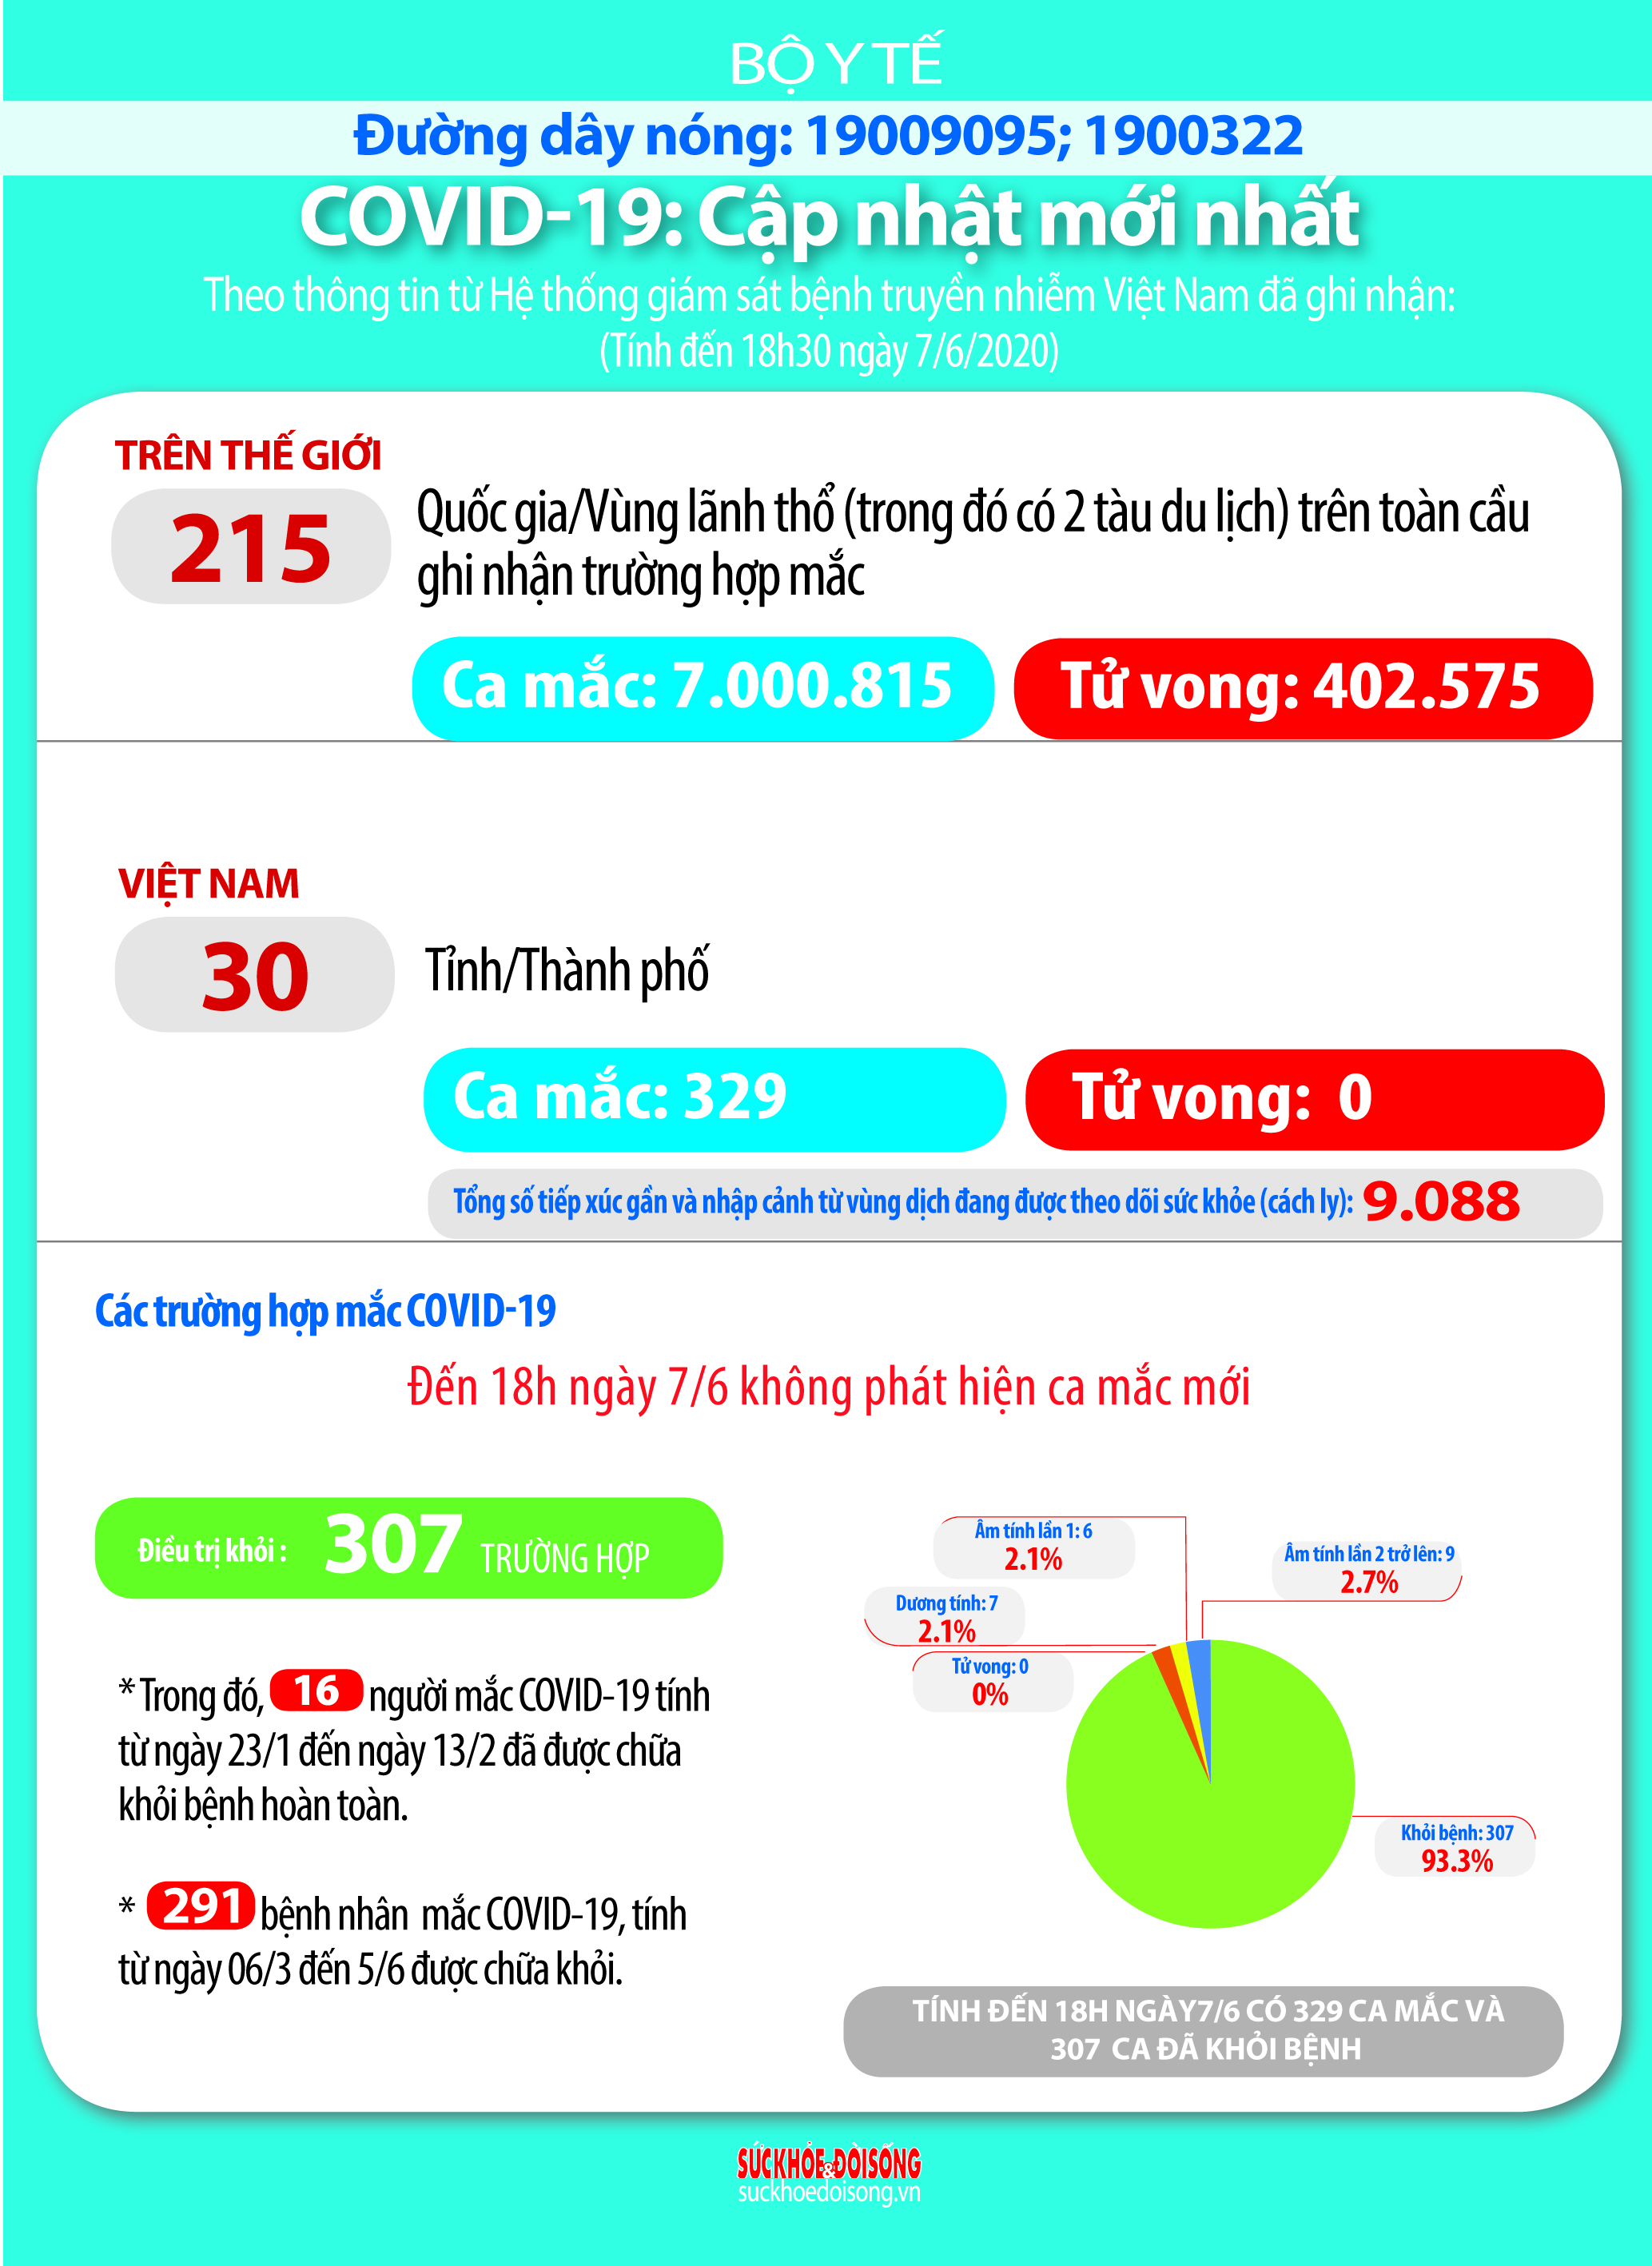 BỘ Y TẾ
Đường dây nóng: 19009095; 1900322
COVID-19: Cập nhật mới nhất
Theo thông tin từ Hệ thống giám sát bệnh truyền nhiễm Việt Nam đã ghi nhận:
(Tính đến 18h30 ngày 7/6/2020)
TRÊN THẾ GIỚI
215
Quốc gia/Vùng lãnh thổ (trong đó có 2 tàu du lịch) trên toàn cầu
ghi nhận trường hợp mắc
Ca mắc: 7.000.815
Tử vong: 402.575
VIỆT NAM
30
Tỉnh/Thành phố
Ca mắc: 329
Tử vong: 0
Tổng số tiếp xúc gần và nhập cảnh từ vùng dịch đang được theo dõi sức khỏe (cách ly): 9.088
Các trường hợp mắc COVID-19
Đến 18h ngày 7/6 không phát hiện ca mắc mới
Điều trị khỏi : 307 TRƯỜNG HỢP
* Trong đó, 16 người mắc COVID-19 tính
từ ngày 23/1 đến ngày 13/2 đã được chữa
khỏi bệnh hoàn toàn.
* 291 bệnh nhân mắc COVID-19, tính
từ ngày 06/3 đến 5/6 được chữa khỏi.
Âm tính lần 1: 6
2.1%
Âm tính lần 2 trở lên: 9
2.7%
Dương tính: 7
2.1%
Tử vong: 0
0%
Khỏi bệnh: 307
93.3%
TÍNH ĐẾN 18H NGÀY7/6 CÓ 329 CA MẮC VÀ
307 CA ĐÃ KHỎI BỆNH
SỨCKHỎE&ĐỜISỐNG
suckhoedoisong.vn